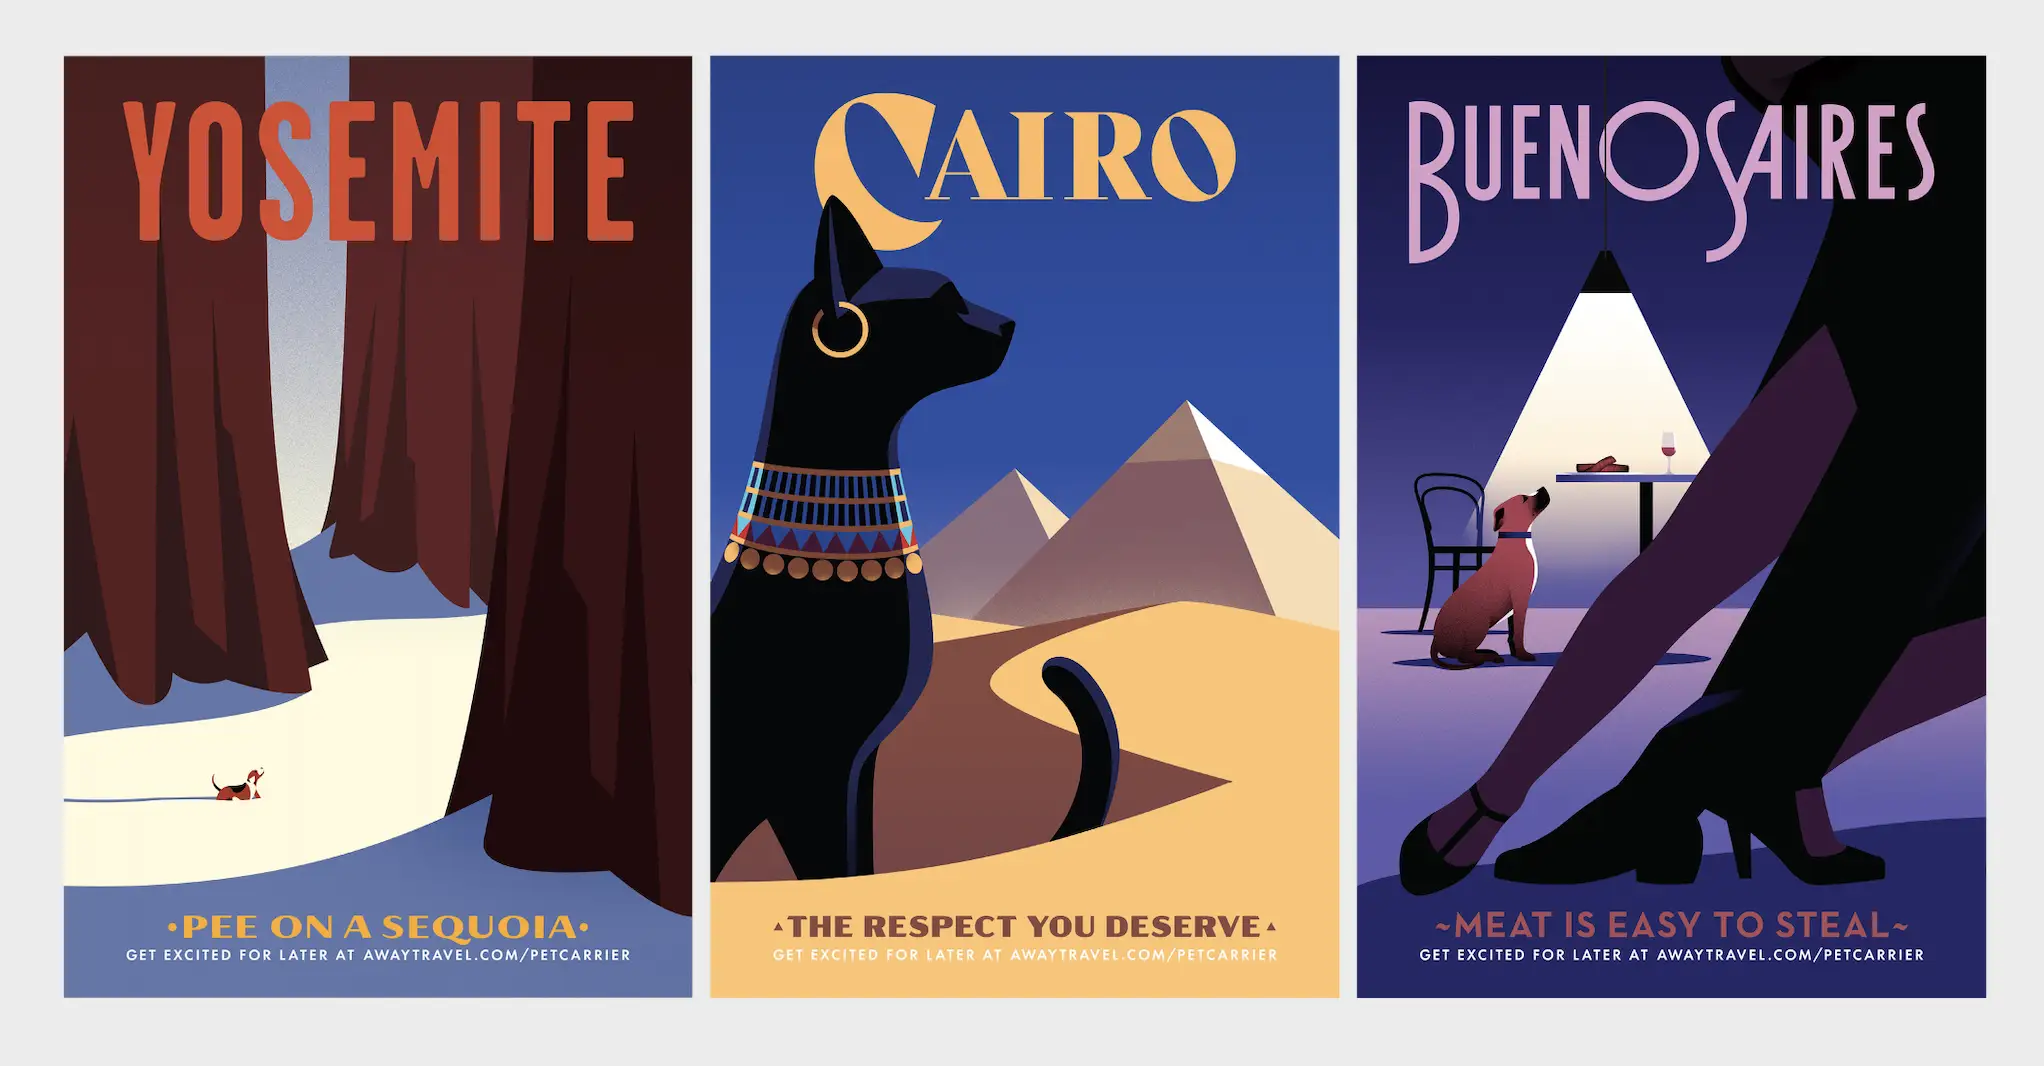 YOSEMITE
•PEE ON A SEQUOIA•
GET EXCITED FOR LATER AT AWAYTRAVEL.COM/PETCARRIER
CAIRO
▲THE RESPECT YOU DESERVE▲
GET EXCITED FOR LATER AT AWAYTRAVEL.COM/PETCARRIER
BUENOS AIRES
~MEAT IS EASY TO STEAL~
GET EXCITED FOR LATER AT AWAYTRAVEL.COM/PETCARRIER